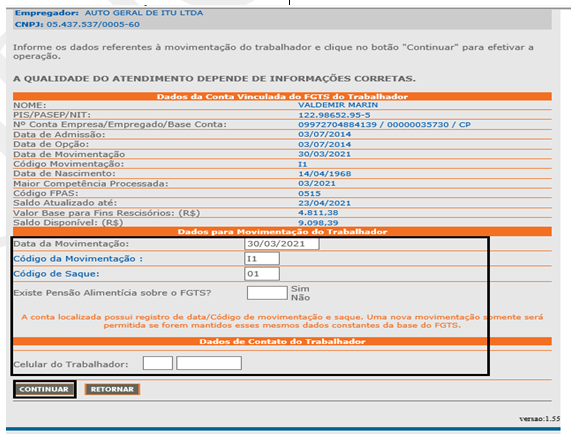 Empregador: AUTO GERAL DE ITU LTDA
CNPJ: 05.437.537/0005-60
Informe os dados referentes à movimentação do trabalhador e clique no botão "Continuar" para efetivar a
operação.
A QUALIDADE DO ATENDIMENTO DEPENDE DE INFORMAÇÕES CORRETAS.
Dados da Conta Vinculada do FGTS do Trabalhador
NOME: VALDEMIR MARIN
PIS/PASEP/NIT: 122.98652.95-5
Nº Conta Empresa/Empregado/Base Conta: 09972704884139 / 00000035730 / CP
Data de Admissão: 03/07/2014
Data de Opção: 03/07/2014
Data de Movimentação 30/03/2021
Código Movimentação: I1
Data de Nascimento: 14/04/1968
Maior Competência Processada: 03/2021
Código FPAS: 0515
Saldo Atualizado até: 23/04/2021
Valor Base para Fins Rescisórios: (R$) 4.811,38
Saldo Disponível: (R$) 9.098,39
Dados para Movimentação do Trabalhador
Data da Movimentação: 30/03/2021
Código da Movimentação : I1
Código de Saque: 01
Existe Pensão Alimentícia sobre o FGTS? Sim
Não
A conta localizada possui registro de data/Código de movimentação e saque. Uma nova movimentação somente será
permitida se forem mantidos esses mesmos dados constantes da base do FGTS.
Dados de Contato do Trabalhador
Celular do Trabalhador:
CONTINUAR RETORNAR
versao:1.55